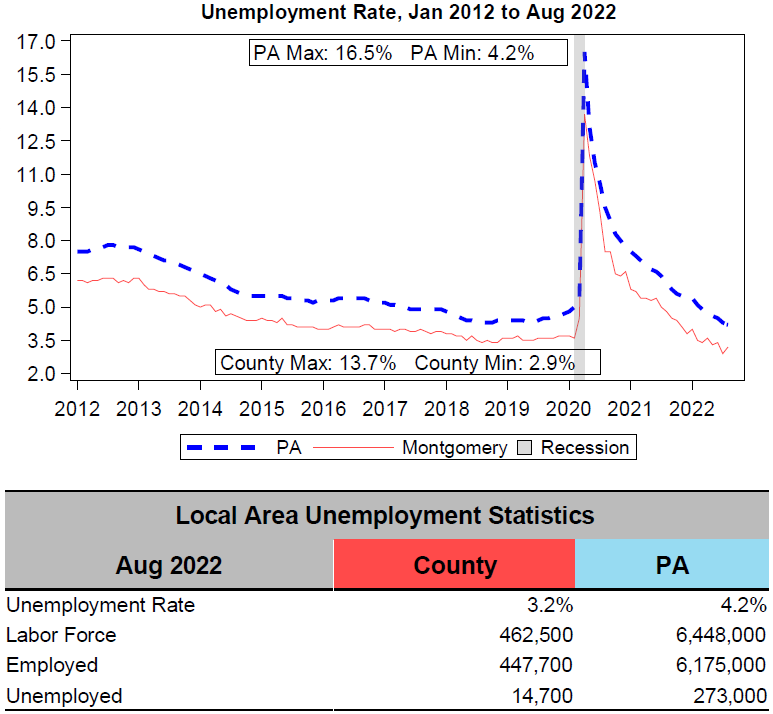 Unemployment Rate, Jan 2012 to Aug 2022
PA Max: 16.5% PA Min: 4.2%
17.0
15.5
14.0
12.5
11.0
9.5
8.0
6.5
5.0
3.5
2.0
County Max: 13.7% County Min: 2.9%
2012 2013 2014 2015 2016 2017 2018 2019 2020 2021 2022
PA Montgomery Recession
Local Area Unemployment Statistics
Aug 2022 County PA
Unemployment Rate 3.2% 4.2%
Labor Force 462,500 6,448,000
Employed 447,700 6,175,000
Unemployed 14,700 273,000